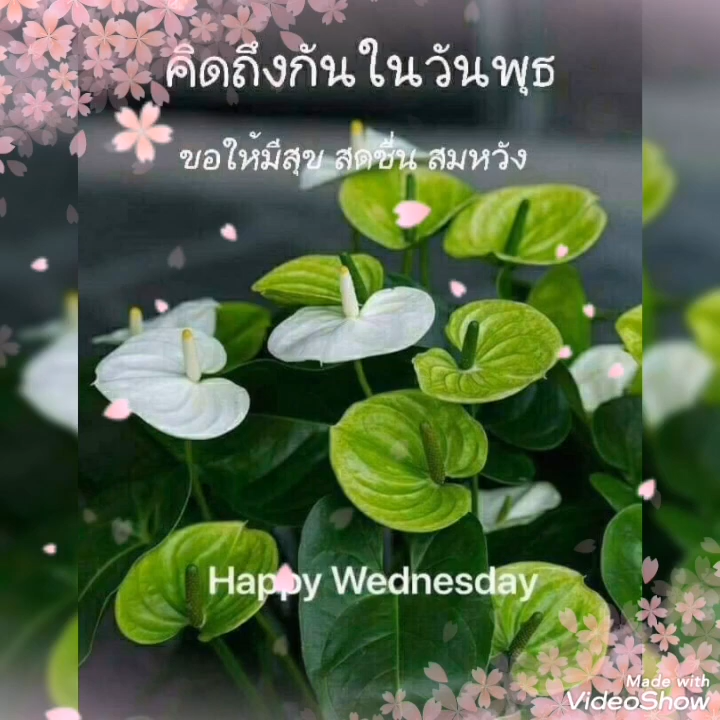 คิดถึงกันในวันพุธ
ขอให้มีสุข สดชื่น สมหวัง
Happy Wednesday
Made with
VideoShow